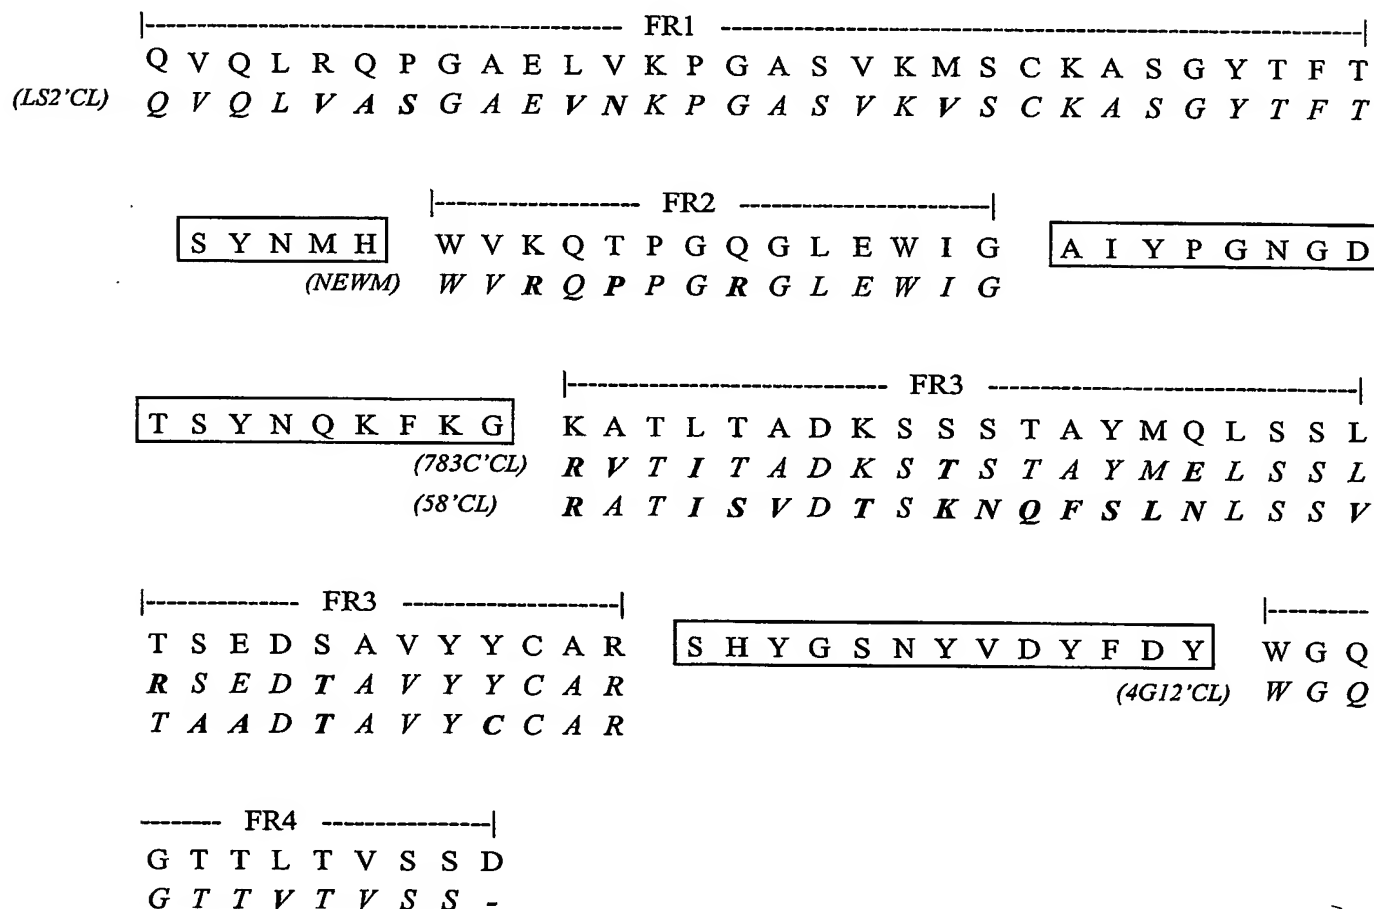 |---------------------------- FR1 --------------------------------------|
Q V Q L R Q P G A E L V K P G A S V K M S C K A S G Y T F T
(LS2'CL) Q V Q L V A S G A E V N K P G A S V K V S C K A S G Y T F T
|------------------ FR2 ----------------------|
S Y N M H W V K Q T P G Q G L E W I G A I Y P G N G D
(NEWM) W V R Q P P G R G L E W I G
|---------------------------- FR3 ---------------------------------|
T S Y N Q K F K G K A T L T A D K S S S T A Y M Q L S S L
(783C'CL) R V T I T A D K S T S T A Y M E L S S L
(58'CL) R A T I S V D T S K N Q F S L N L S S V
|------------- FR3 -------------------| |--------
T S E D S A V Y Y C A R S H Y G S N Y V D Y F D Y W G Q
R S E D T A V Y Y C A R (4G12'CL) W G Q
T A A D T A V Y C C A R
------- FR4 ---------------|
G T T L T V S S D
G T T V T V S S -